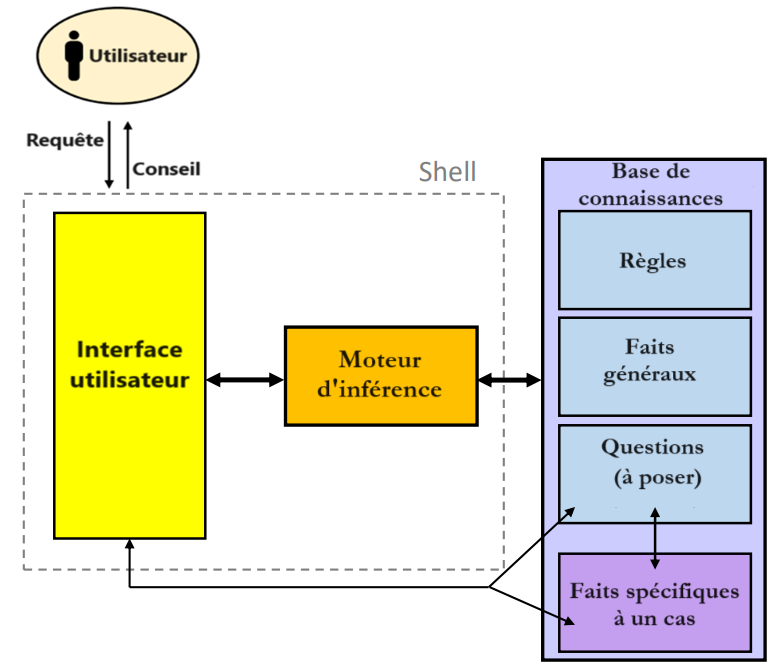 Utilisateur
Requête
Conseil
Shell
Base de
connaissances
Règles
Interface
utilisateur
Moteur
d'inférence
Faits
généraux
Questions
(à poser)
Faits spécifiques
à un cas